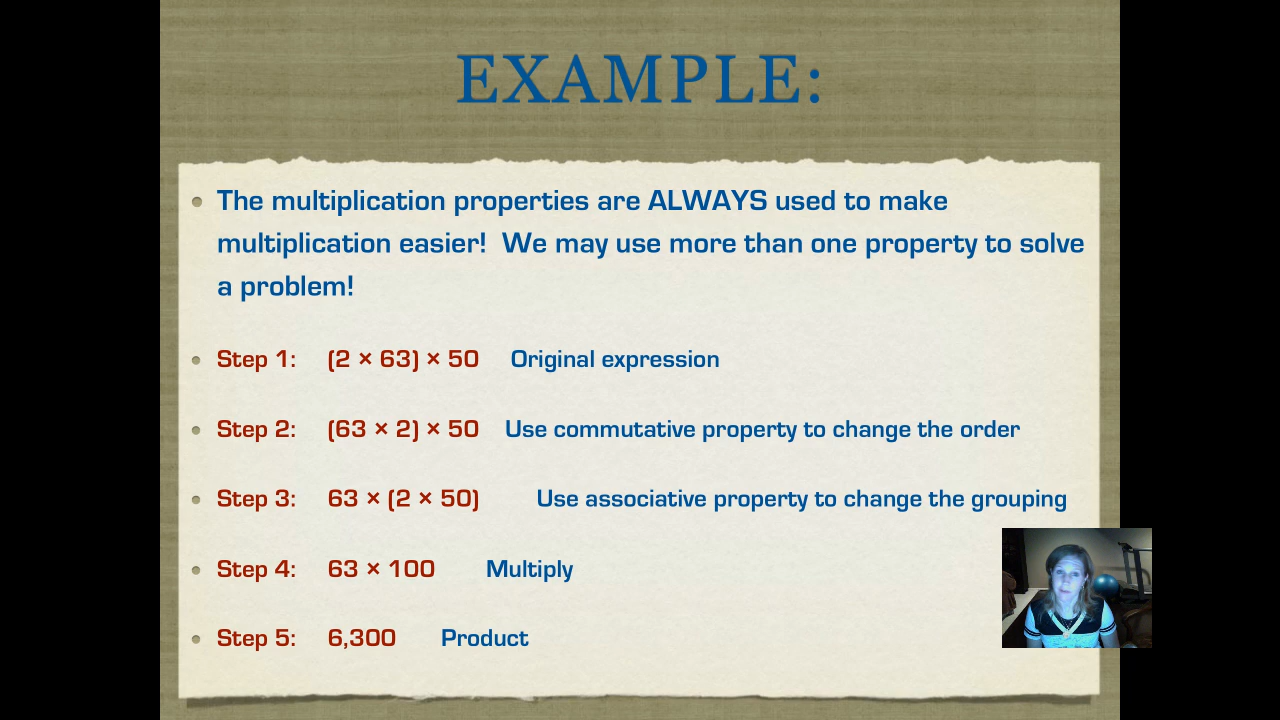 EXAMPLE:
The multiplication properties are ALWAYS used to make
multiplication easier!  We may use more than one property to solve
a problem!
Step 1: (2 × 63) × 50 Original expression
Step 2: (63 × 2) × 50 Use commutative property to change the order
Step 3: 63 × (2 × 50) Use associative property to change the grouping
Step 4: 63 × 100 Multiply
Step 5: 6,300 Product